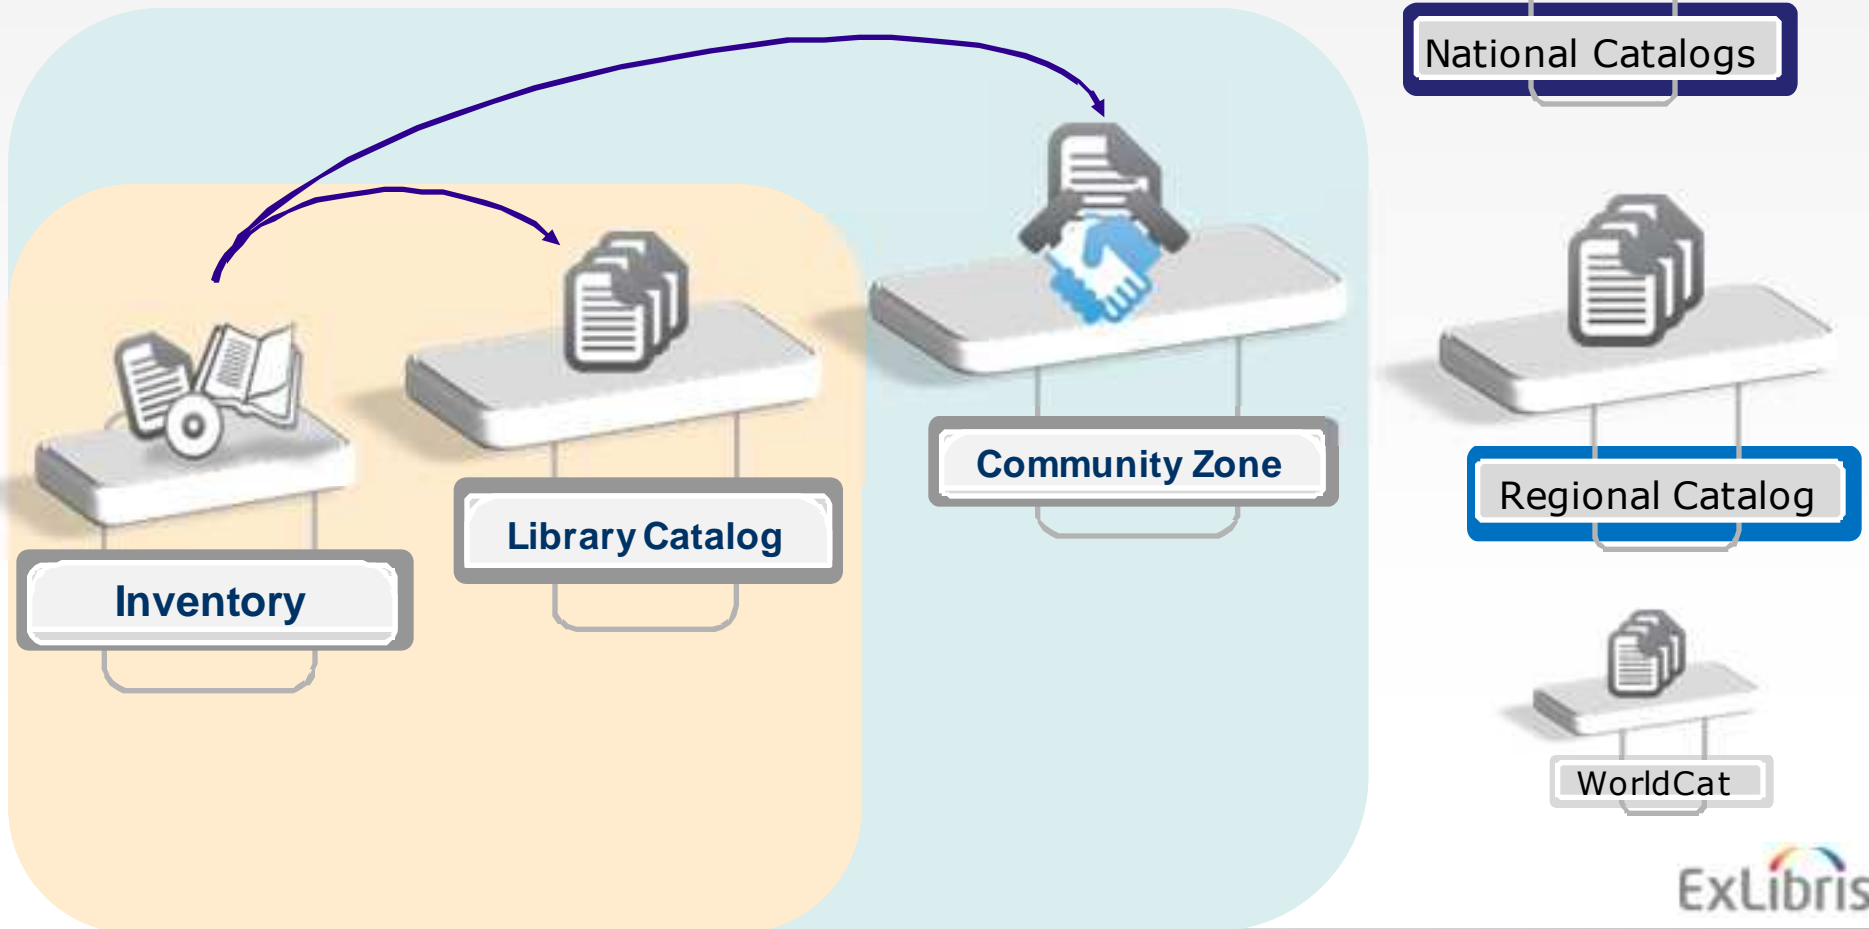 National Catalogs
Community Zone
Regional Catalog
Library Catalog
Inventory
WorldCat
ExLibris